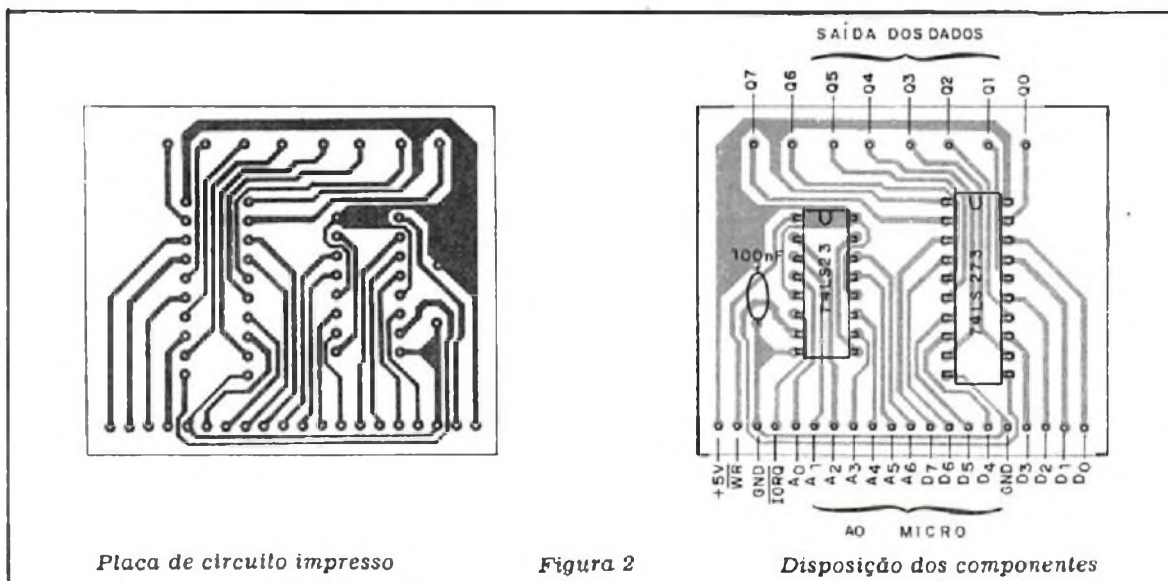 SAÍDA DOS DADOS
Q7 Q6 Q5 Q4 Q3 Q2 Q1 Q0
100nF
74LS23
74LS273
+5V WR GND IORQ A0 A1 A2 A3 A4 A5 A6 D7 D6 D5 D4 GND D3 D2 D1 D0
AO MICRO
Placa de circuito impresso Figura 2 Disposição dos componentes